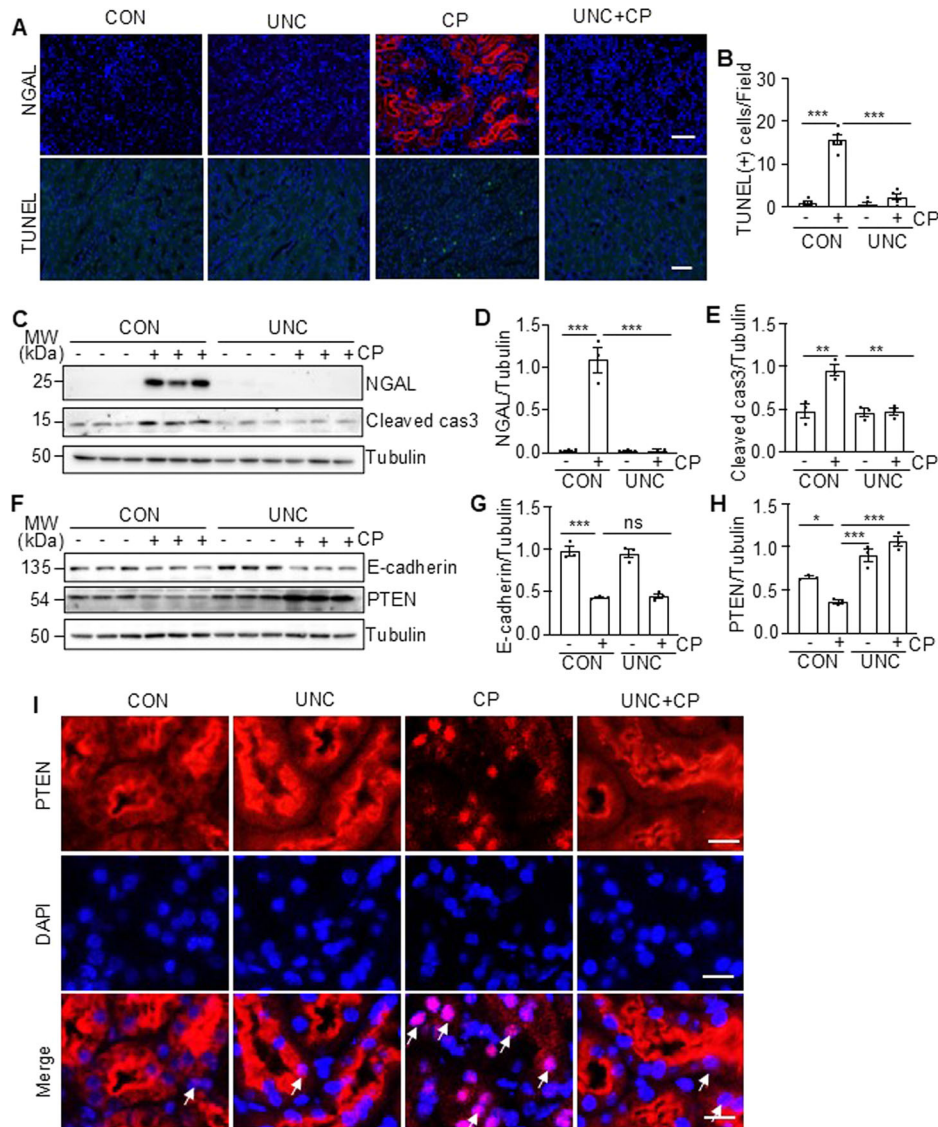 A
CON UNC CP UNC+CP
NGAL
TUNEL
B
TUNEL(+) cells/Field
30
20
10
0
*** ***
- + - + CP
CON UNC
C
MW
(kDa)
CON UNC
- - - + + + - - - + + + CP
25 NGAL
15 Cleaved cas3
50 Tubulin
D
NGAL/Tubulin
1.5
1.0
0.5
0.0
*** ***
- + - + CP
CON UNC
E
Cleaved cas3/Tubulin
1.5
1.0
0.5
0.0
** **
- + - + CP
CON UNC
F
MW
(kDa)
CON UNC
- - - + + + - - - + + + CP
135 E-cadherin
54 PTEN
50 Tubulin
G
E-cadherin/Tubulin
1.5
1.0
0.5
0.0
*** ns
- + - + CP
CON UNC
H
PTEN/Tubulin
1.5
1.0
0.5
0.0
* ***
***
- + - + CP
CON UNC
I
CON UNC CP UNC+CP
PTEN
DAPI
Merge